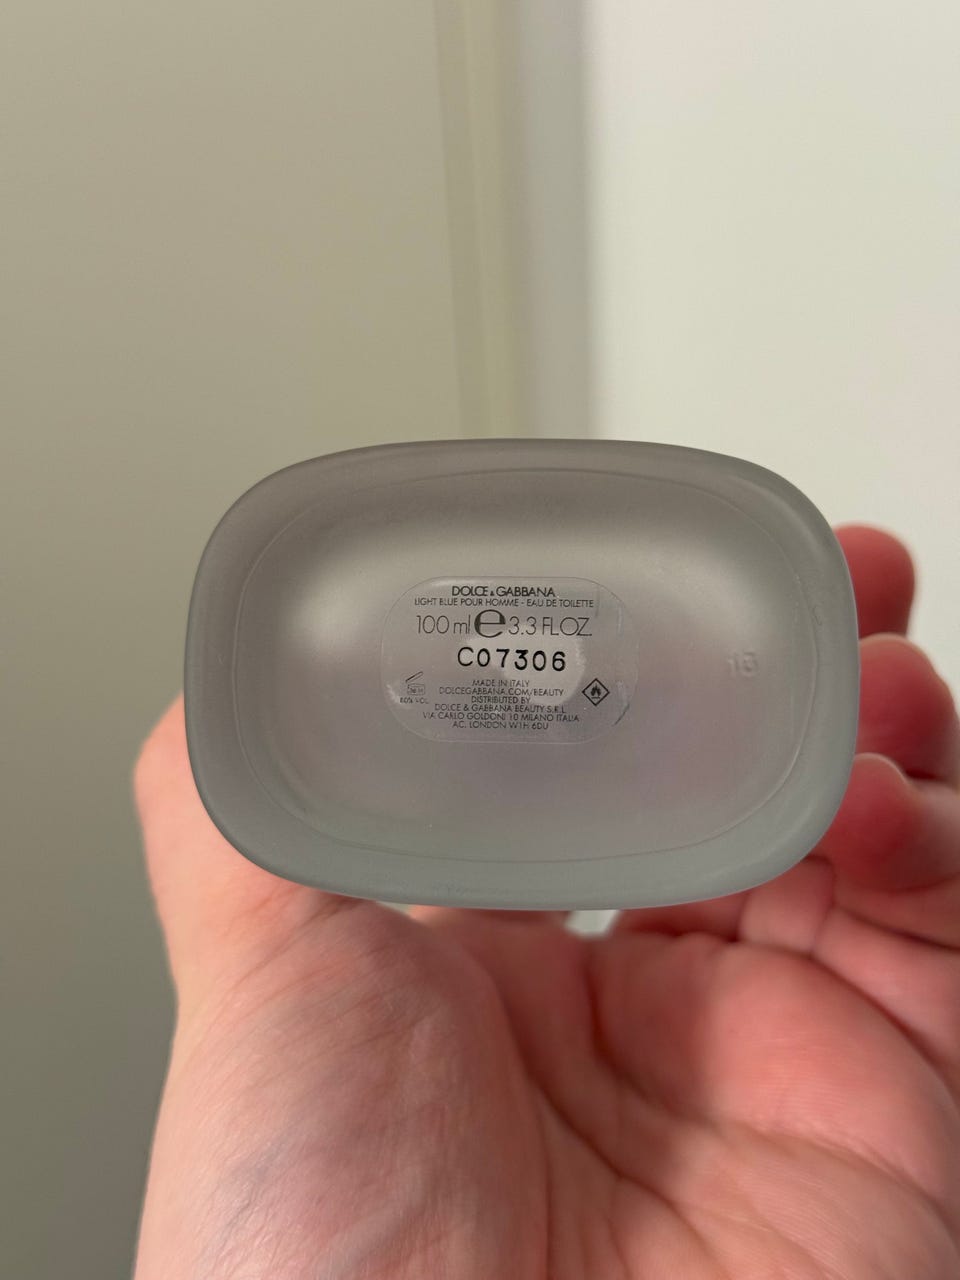 DOLCE & GABBANA
LIGHT BLUE POUR HOMME - EAU DE TOILETTE
100 ml e 3.3 FL.OZ.
C07306
MADE IN ITALY
DOLCEGABBANA.COM/BEAUTY
DISTRIBUTED BY
DOLCE & GABBANA BEAUTY S.R.L.
VIA CARLO GOLDONI 10 MILANO ITALIA
AC. LONDON W1H 6DU
36 M
80% VOL.